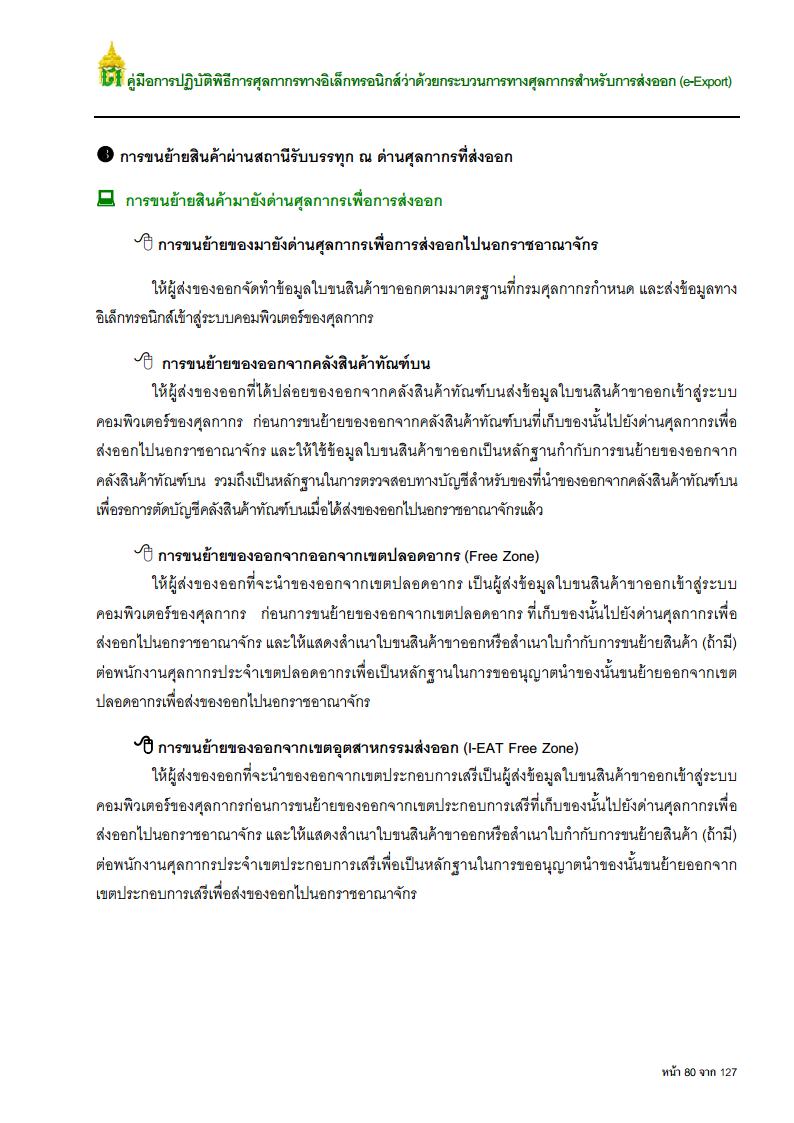 คู่มือการปฏิบัติพิธีการศุลกากรทางอิเล็กทรอนิกส์ว่าด้วยกระบวนการทางศุลกากรสำหรับการส่งออก (e-Export)
การขนย้ายสินค้าผ่านสถานีรับบรรทุก ณ ด่านศุลกากรที่ส่งออก
การขนย้ายสินค้ามายังด่านศุลกากรเพื่อการส่งออก
การขนย้ายของมายังด่านศุลกากรเพื่อการส่งออกไปนอกราชอาณาจักร
ให้ผู้ส่งของออกจัดทำข้อมูลใบขนสินค้าขาออกตามมาตรฐานที่กรมศุลกากรกำหนด และส่งข้อมูลทาง
อิเล็กทรอนิกส์เข้าสู่ระบบคอมพิวเตอร์ของศุลกากร
การขนย้ายของออกจากคลังสินค้าทัณฑ์บน
ให้ผู้ส่งของออกที่ได้ปล่อยของออกจากคลังสินค้าทัณฑ์บนส่งข้อมูลใบขนสินค้าขาออกเข้าสู่ระบบ
คอมพิวเตอร์ของศุลกากร ก่อนการขนย้ายของออกจากคลังสินค้าทัณฑ์บนที่เก็บของนั้นไปยังด่านศุลกากรเพื่อ
ส่งออกไปนอกราชอาณาจักร และให้ใช้ข้อมูลใบขนสินค้าขาออกเป็นหลักฐานกำกับการขนย้ายของออกจาก
คลังสินค้าทัณฑ์บน รวมถึงเป็นหลักฐานในการตรวจสอบทางบัญชีสำหรับของที่นำของออกจากคลังสินค้าทัณฑ์บน
เพื่อรอการตัดบัญชีคลังสินค้าทัณฑ์บนเมื่อได้ส่งของออกไปนอกราชอาณาจักรแล้ว
การขนย้ายของออกจากออกจากเขตปลอดอากร (Free Zone)
ให้ผู้ส่งของออกที่จะนำของออกจากเขตปลอดอากร เป็นผู้ส่งข้อมูลใบขนสินค้าขาออกเข้าสู่ระบบ
คอมพิวเตอร์ของศุลกากร ก่อนการขนย้ายของออกจากเขตปลอดอากร ที่เก็บของนั้นไปยังด่านศุลกากรเพื่อ
ส่งออกไปนอกราชอาณาจักร และให้แสดงสำเนาใบขนสินค้าขาออกหรือสำเนาใบกำกับการขนย้ายสินค้า (ถ้ามี)
ต่อพนักงานศุลกากรประจำเขตปลอดอากรเพื่อเป็นหลักฐานในการขออนุญาตนำของนั้นขนย้ายออกจากเขต
ปลอดอากรเพื่อส่งของออกไปนอกราชอาณาจักร
การขนย้ายของออกจากเขตอุตสาหกรรมส่งออก (I-EAT Free Zone)
ให้ผู้ส่งของออกที่จะนำของออกจากเขตประกอบการเสรีเป็นผู้ส่งข้อมูลใบขนสินค้าขาออกเข้าสู่ระบบ
คอมพิวเตอร์ของศุลกากรก่อนการขนย้ายของออกจากเขตประกอบการเสรีที่เก็บของนั้นไปยังด่านศุลกากรเพื่อ
ส่งออกไปนอกราชอาณาจักร และให้แสดงสำเนาใบขนสินค้าขาออกหรือสำเนาใบกำกับการขนย้ายสินค้า (ถ้ามี)
ต่อพนักงานศุลกากรประจำเขตประกอบการเสรีเพื่อเป็นหลักฐานในการขออนุญาตนำของนั้นขนย้ายออกจาก
เขตประกอบการเสรีเพื่อส่งของออกไปนอกราชอาณาจักร
หน้า 80 จาก 127